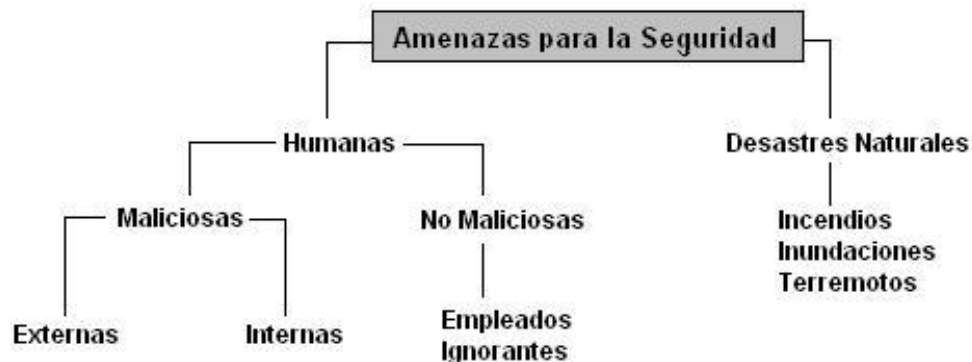 Amenazas para la Seguridad
Humanas
Desastres Naturales
Maliciosas
No Maliciosas
Incendios
Inundaciones
Terremotos
Externas
Internas
Empleados
Ignorantes